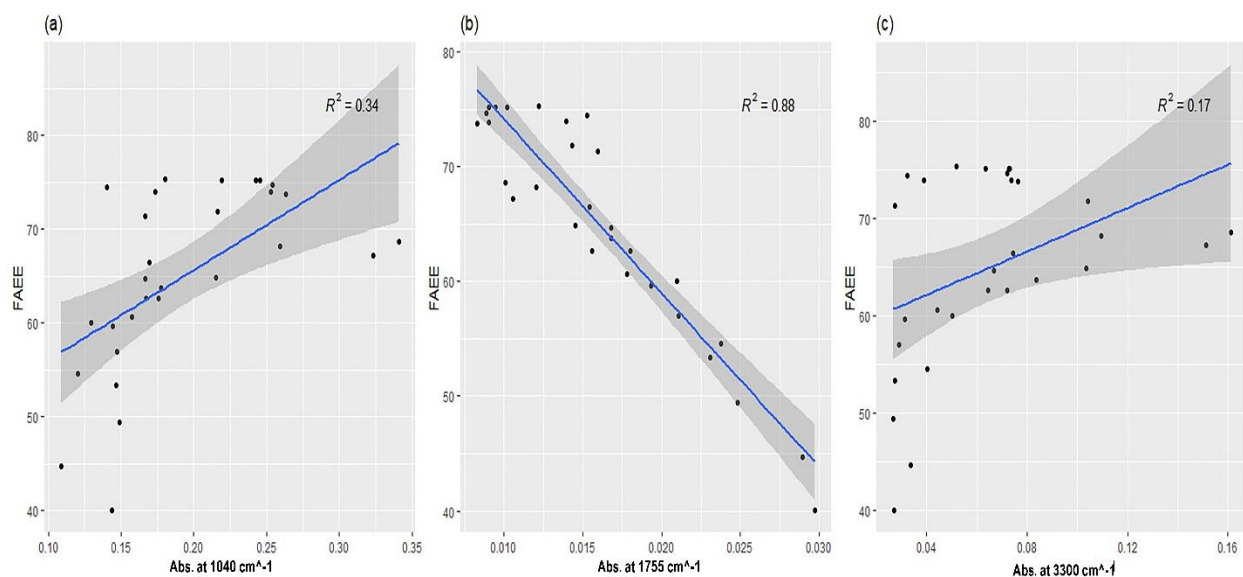 (a)
R² = 0.34
FAEE
80
70
60
50
40
0.10 0.15 0.20 0.25 0.30 0.35
Abs. at 1040 cm^-1
(b)
R² = 0.88
FAEE
80
70
60
50
40
0.010 0.015 0.020 0.025 0.030
Abs. at 1755 cm^-1
(c)
R² = 0.17
FAEE
80
70
60
50
40
0.04 0.08 0.12 0.16
Abs. at 3300 cm^-1